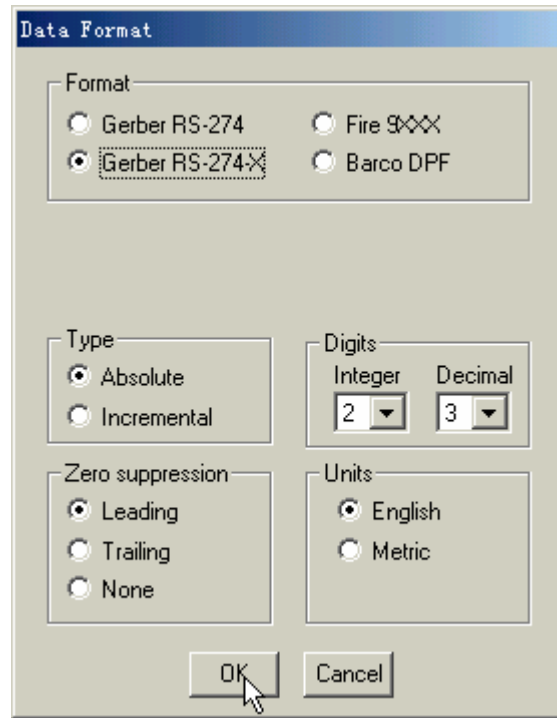 Data Format
Format
Gerber RS-274
Fire 9XXX
Gerber RS-274-X
Barco DPF
Type
Absolute
Incremental
Digits
Integer
Decimal
2
3
Zero suppression
Leading
Trailing
None
Units
English
Metric
OK
Cancel